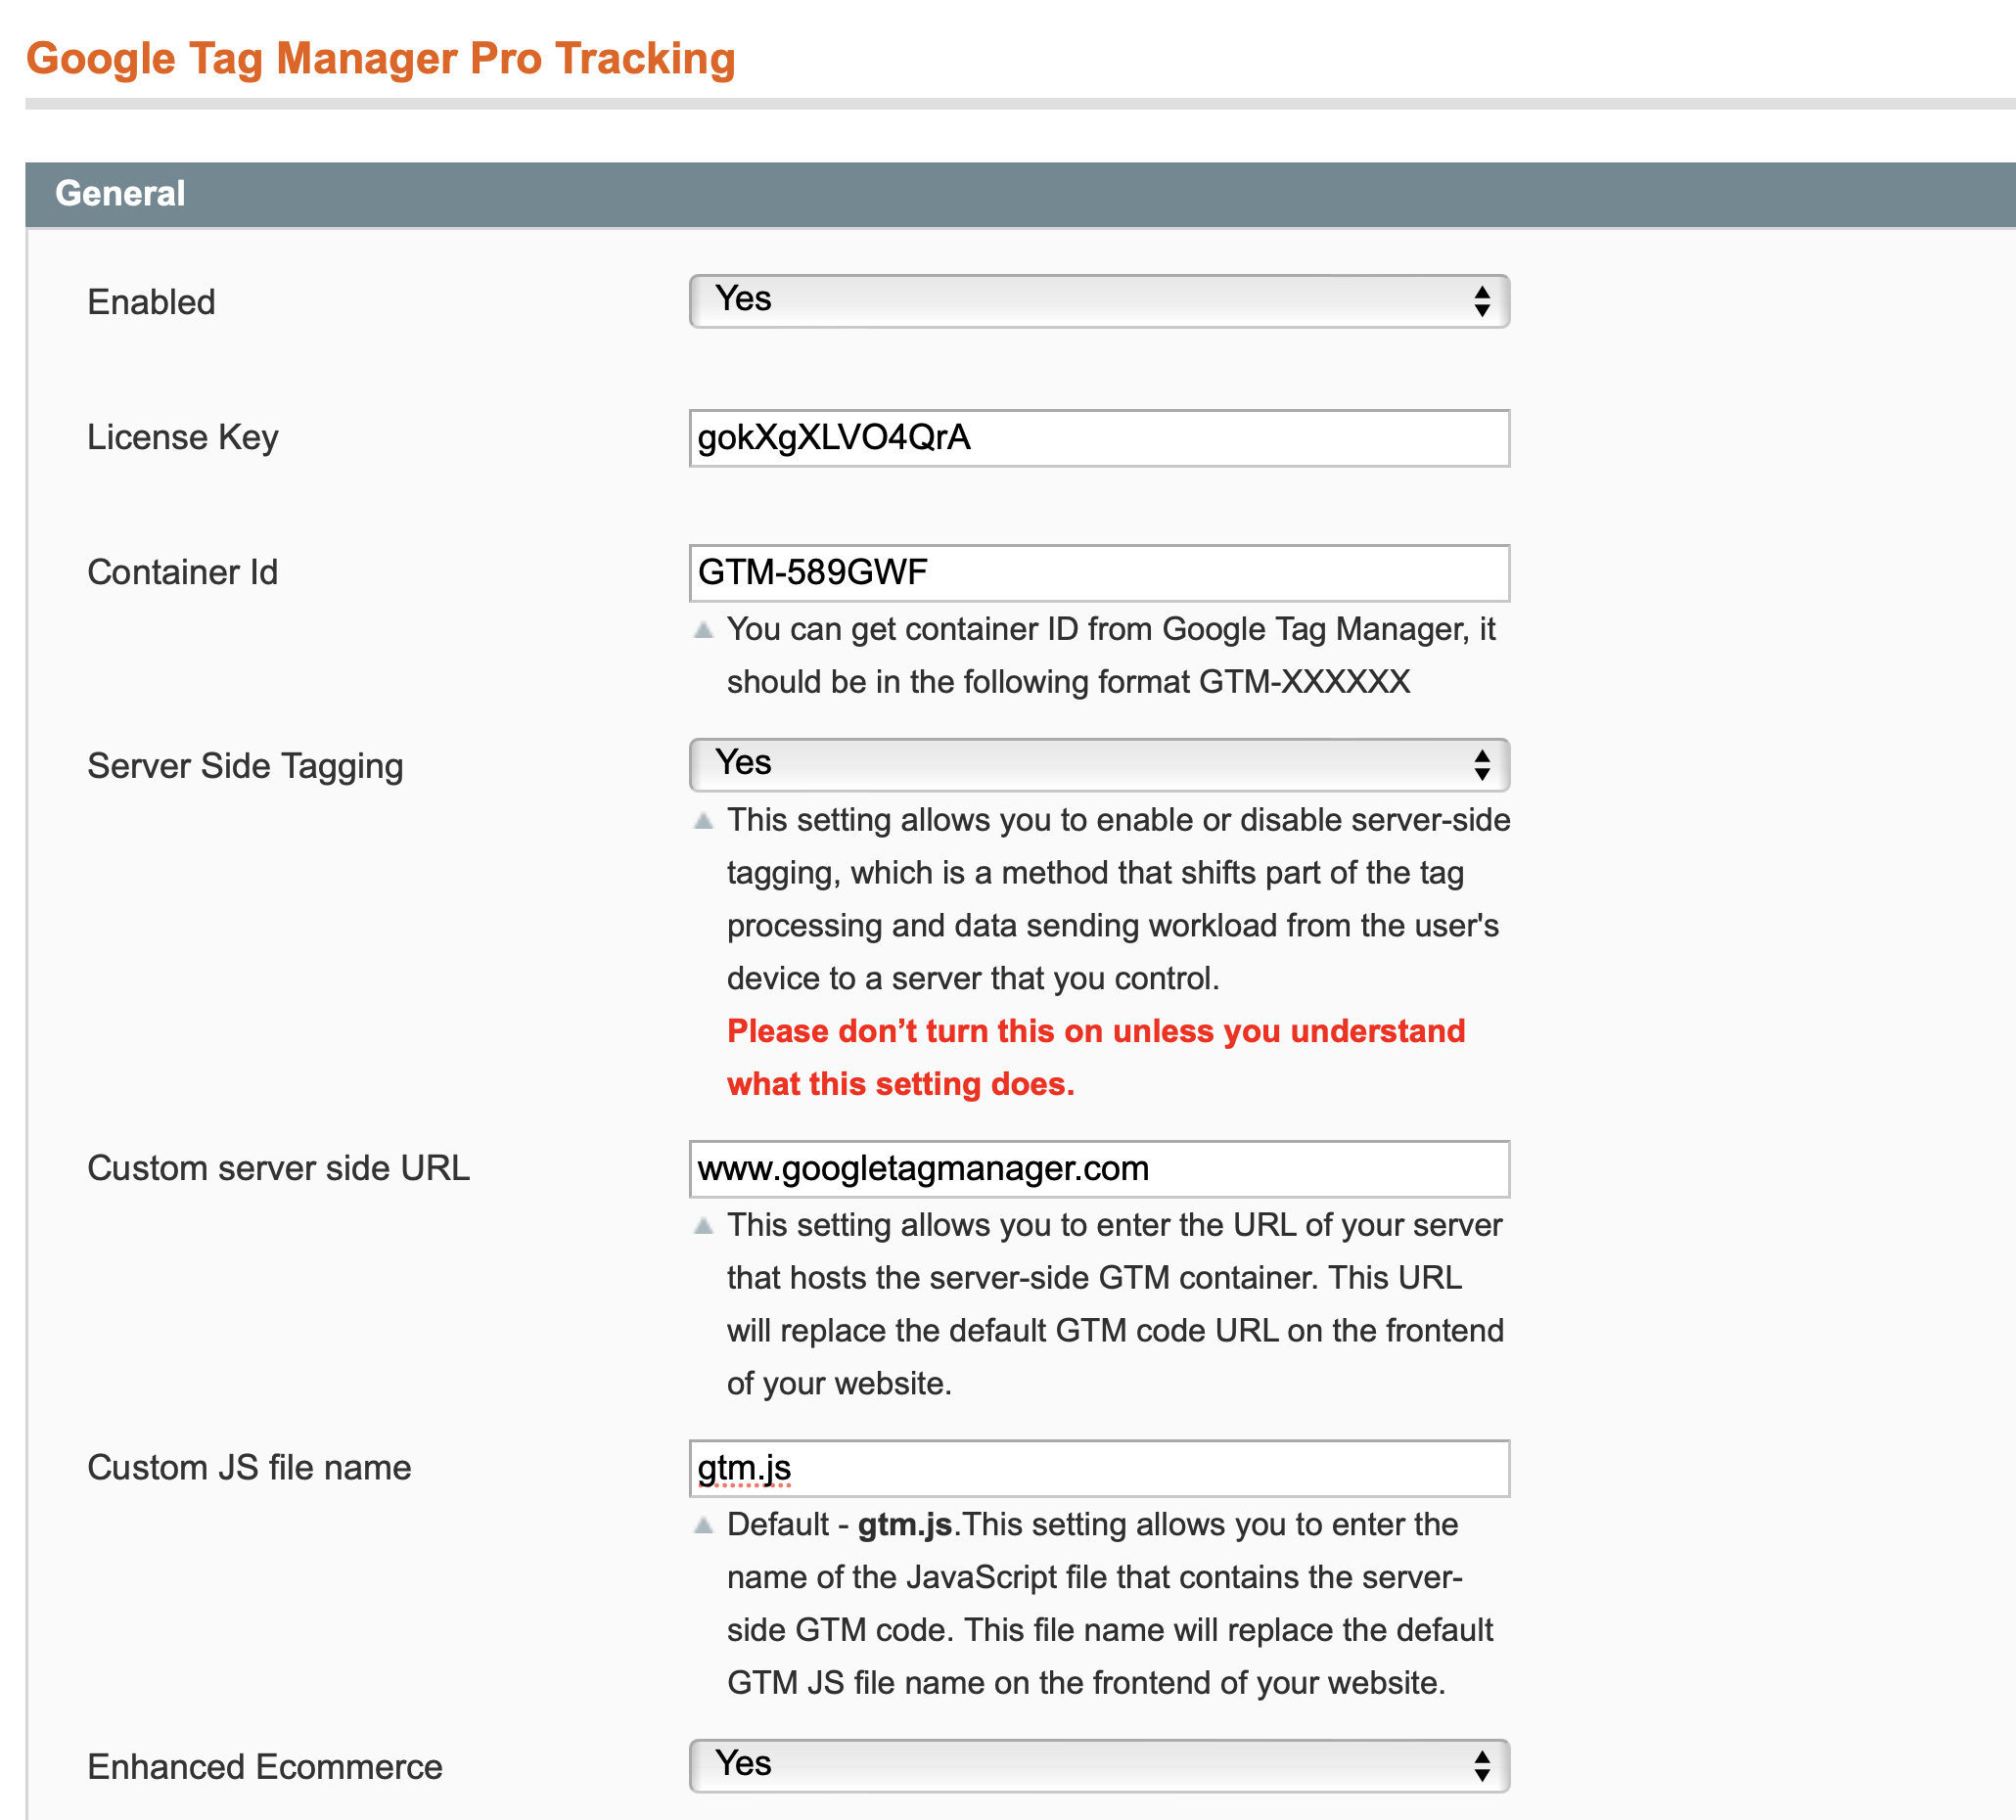 Google Tag Manager Pro Tracking
General
Enabled
Yes
License Key
gokXgXLVO4QrA
Container Id
GTM-589GWF
You can get container ID from Google Tag Manager, it
should be in the following format GTM-XXXXXX
Server Side Tagging
Yes
This setting allows you to enable or disable server-side
tagging, which is a method that shifts part of the tag
processing and data sending workload from the user's
device to a server that you control.
Please don’t turn this on unless you understand
what this setting does.
Custom server side URL
www.googletagmanager.com
This setting allows you to enter the URL of your server
that hosts the server-side GTM container. This URL
will replace the default GTM code URL on the frontend
of your website.
Custom JS file name
gtm.js
Default - gtm.js.This setting allows you to enter the
name of the JavaScript file that contains the server-
side GTM code. This file name will replace the default
GTM JS file name on the frontend of your website.
Enhanced Ecommerce
Yes